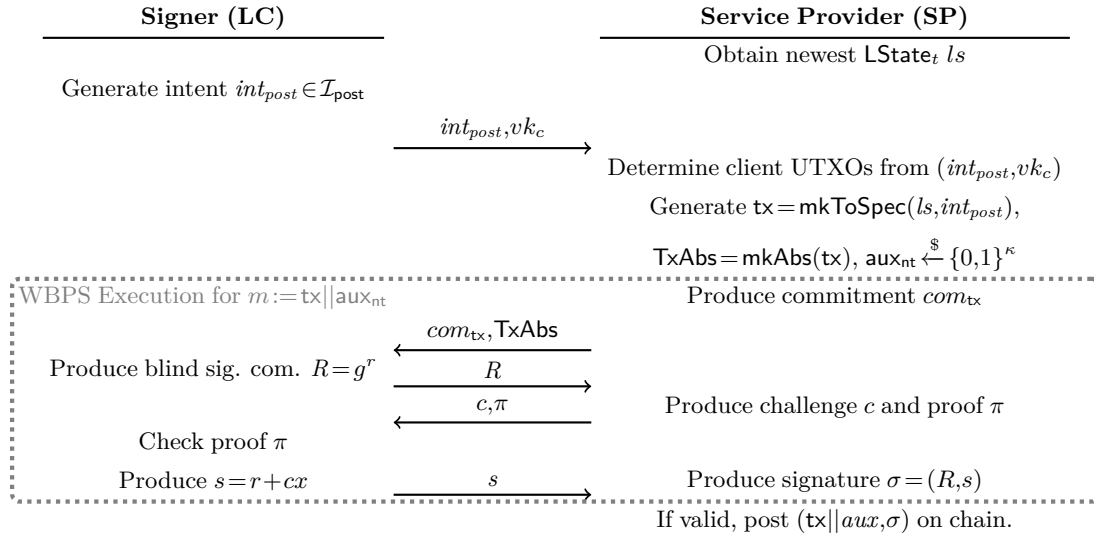 Signer (LC) Service Provider (SP)
Obtain newest LState_t ls
Generate intent int_post ∈ I_post
int_post, vk_c
Determine client UTXOs from (int_post, vk_c)
Generate tx = mkToSpec(ls, int_post),
TxAbs = mkAbs(tx), aux_nt ←$ {0,1}^κ
WBPS Execution for m := tx||aux_nt Produce commitment com_tx
com_tx, TxAbs
Produce blind sig. com. R = g^r R
c, π Produce challenge c and proof π
Check proof π
Produce s = r + cx s Produce signature σ = (R, s)
If valid, post (tx||aux, σ) on chain.